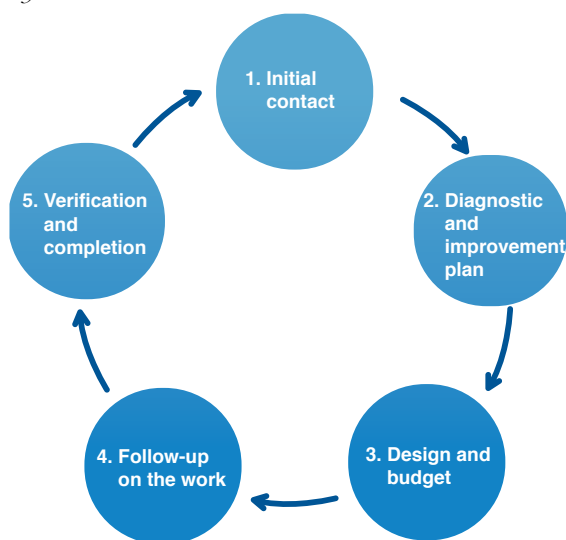 1. Initial
contact
2. Diagnostic
and
improvement
plan
3. Design and
budget
4. Follow-up
on the work
5. Verification
and
completion